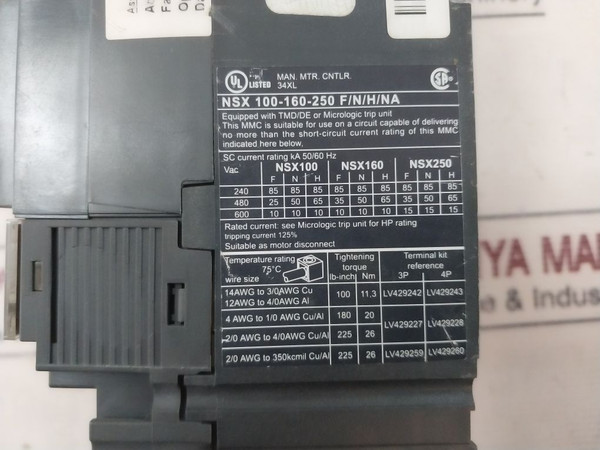 UL LISTED
MAN. MTR. CNTLR.
34XL
NSX 100-160-250 F/N/H/NA
Equipped with TMD/DE or Micrologic trip unit
This MMC is suitable for use on a circuit capable of delivering
no more than the short-circuit current rating of this MMC
indicated here below.
SC current rating kA 50/60 Hz
Vac NSX100 NSX160 NSX250
F N H F N H F N H
240 85 85 85 85 85 85 85 85 85
480 25 50 65 35 50 65 35 50 65
600 10 10 10 10 10 10 15 15 15
Rated current: see Micrologic trip unit for HP rating
tripping current 125%
Suitable as motor disconnect
Temperature rating 75°C
wire size
Tightening torque
lb-inch Nm
Terminal kit reference
3P 4P
14AWG to 3/0AWG Cu
12AWG to 4/0AWG Al
100 11,3 LV429242 LV429243
4 AWG to 1/0 AWG Cu/Al 180 20
LV429227 LV429228
2/0 AWG to 4/0AWG Cu/Al 225 26
2/0 AWG to 350kcmil Cu/Al 225 26 LV429259 LV429260
YA MAR
e & Indus